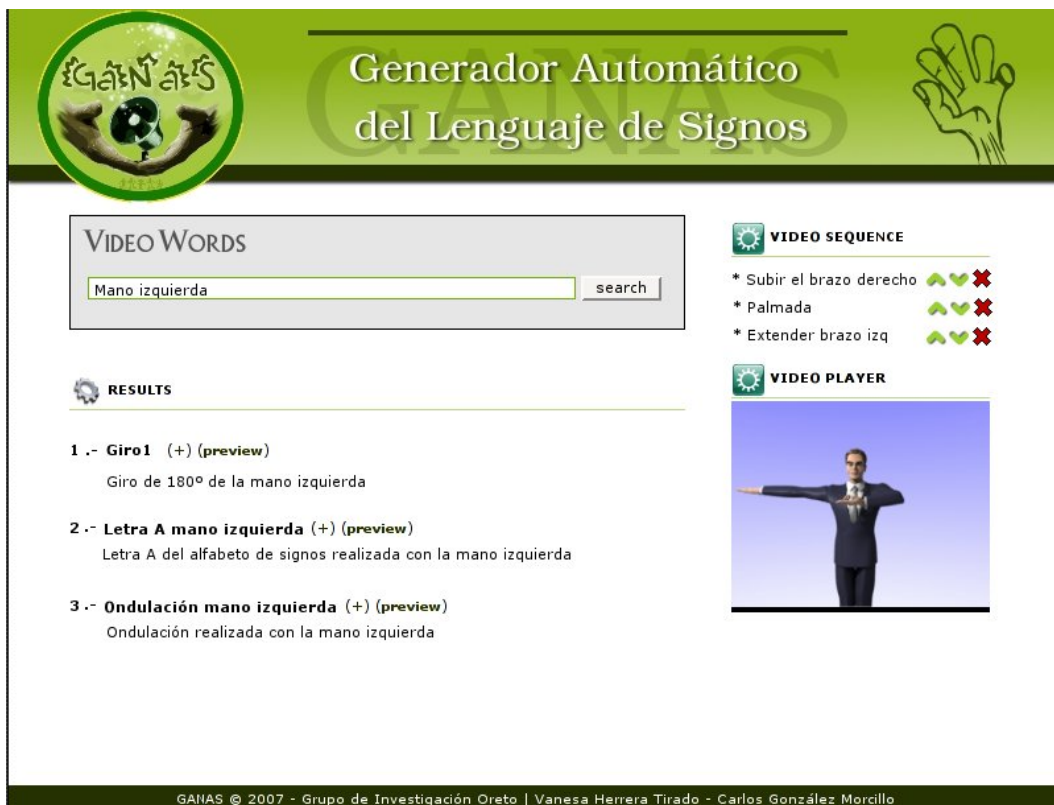 GANAS
GANAS
Generador Automático
del Lenguaje de Signos
VIDEO WORDS
Mano izquierda
search
RESULTS
1 .- Giro1 (+) (preview)
Giro de 180º de la mano izquierda
2 .- Letra A mano izquierda (+) (preview)
Letra A del alfabeto de signos realizada con la mano izquierda
3 .- Ondulación mano izquierda (+) (preview)
Ondulación realizada con la mano izquierda
VIDEO SEQUENCE
* Subir el brazo derecho
* Palmada
* Extender brazo izq
VIDEO PLAYER
GANAS © 2007 - Grupo de Investigación Oreto | Vanesa Herrera Tirado - Carlos González Morcillo